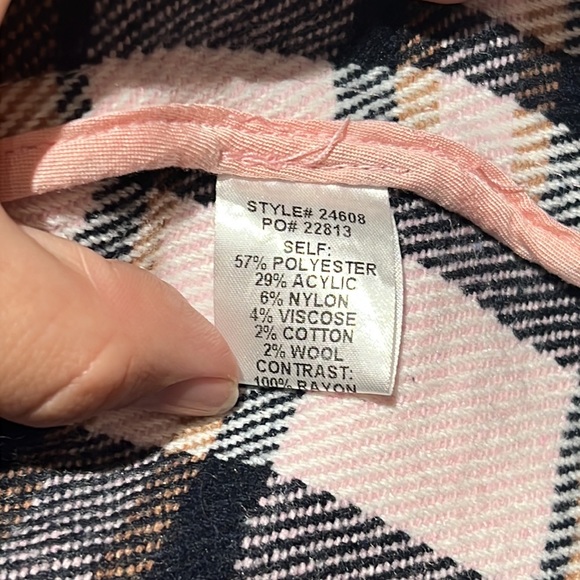 STYLE# 24608
PO# 22813
SELF:
57% POLYESTER
29% ACYLIC
6% NYLON
4% VISCOSE
2% COTTON
2% WOOL
CONTRAST:
100% RAYON